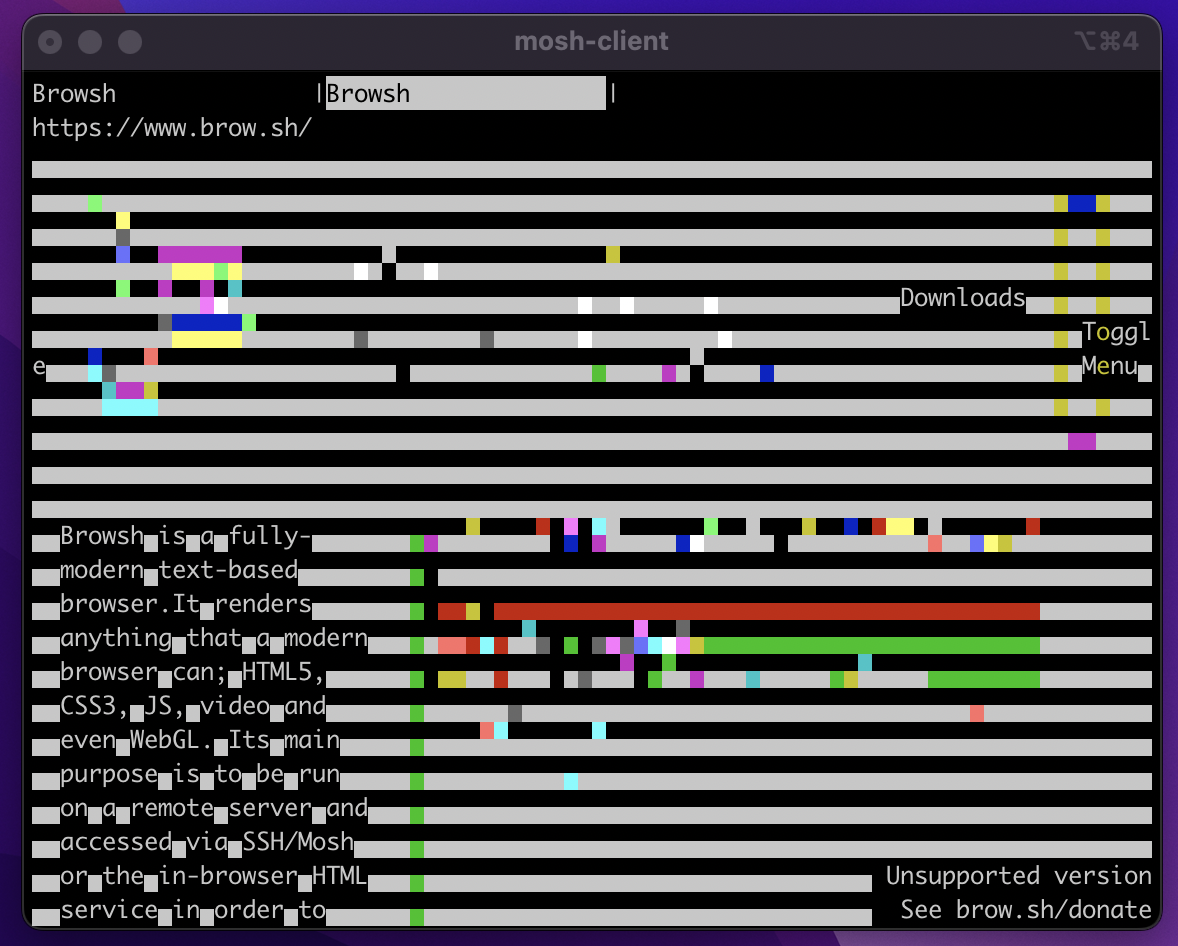 mosh-client ⌥⌘4
Browsh |Browsh |
https://www.brow.sh/
Downloads
Toggl
e Menu
Browsh is a fully-
modern text-based
browser.It renders
anything that a modern
browser can; HTML5,
CSS3, JS, video and
even WebGL. Its main
purpose is to be run
on a remote server and
accessed via SSH/Mosh
or the in-browser HTML Unsupported version
service in order to See brow.sh/donate